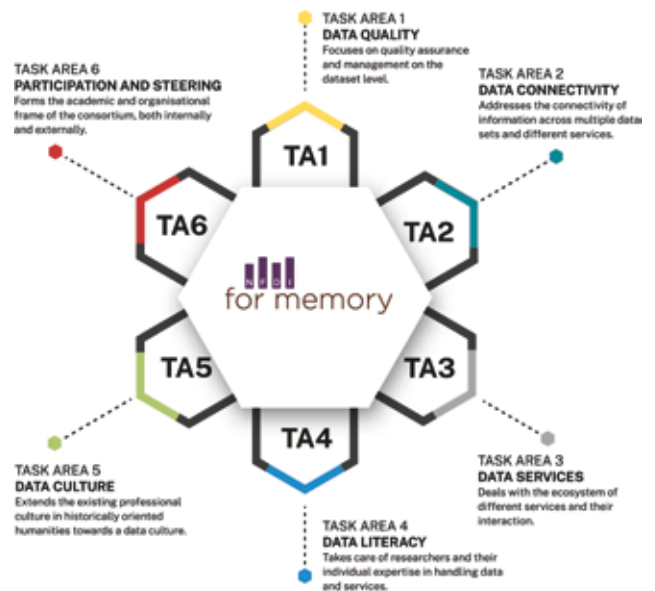 TASK AREA 1
DATA QUALITY
Focuses on quality assurance
and management on the
dataset level.
TASK AREA 2
DATA CONNECTIVITY
Addresses the connectivity of
information across multiple data
sets and different services.
TASK AREA 6
PARTICIPATION AND STEERING
Forms the academic and organisational
frame of the consortium, both internally
and externally.
TA1
TA2
TA6
NFDI
for memory
TA5
TA3
TA4
TASK AREA 3
DATA SERVICES
Deals with the ecosystem of
different services and their
interaction.
TASK AREA 5
DATA CULTURE
Extends the existing professional
culture in historically oriented
humanities towards a data culture.
TASK AREA 4
DATA LITERACY
Takes care of researchers and their
individual expertise in handling data
and services.